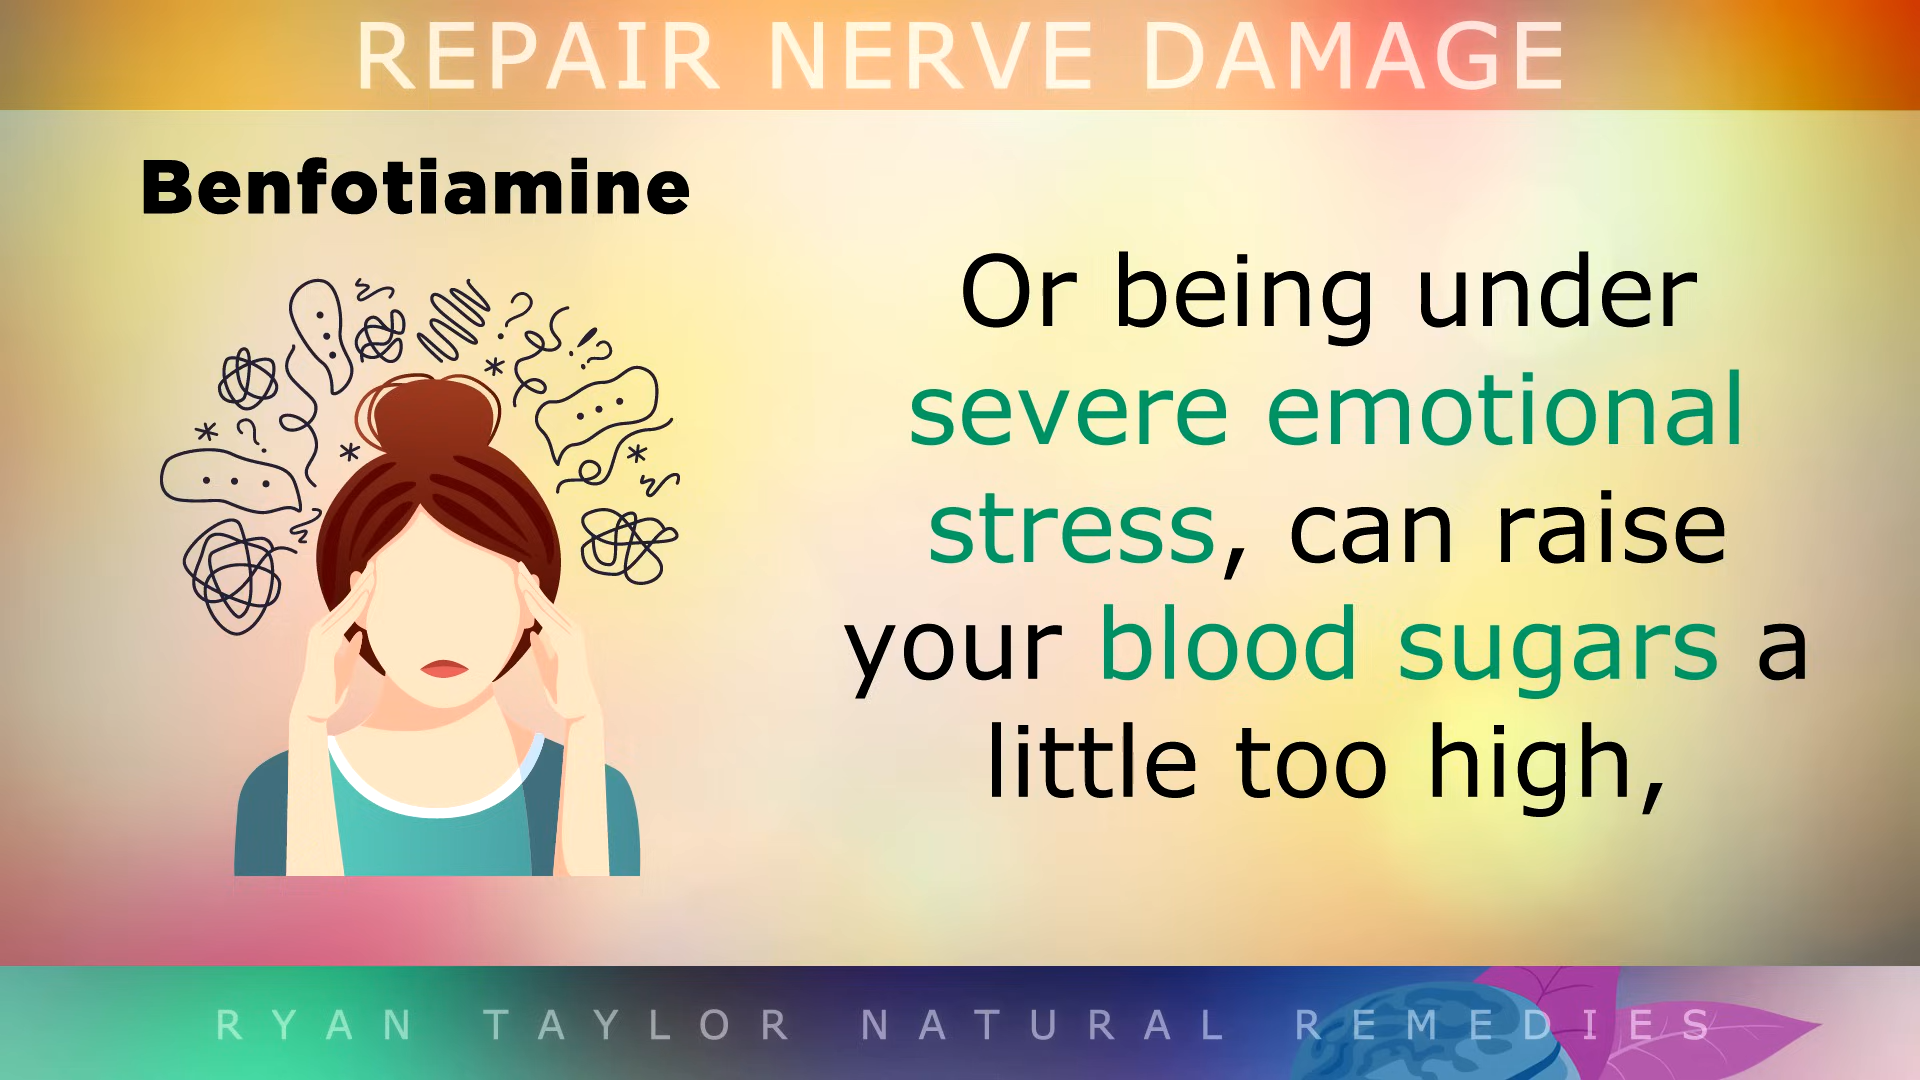 REPAIR NERVE DAMAGE
Benfotiamine
Or being under
severe emotional
stress, can raise
your blood sugars a
little too high,
RYAN TAYLOR NATURAL REMEDIES